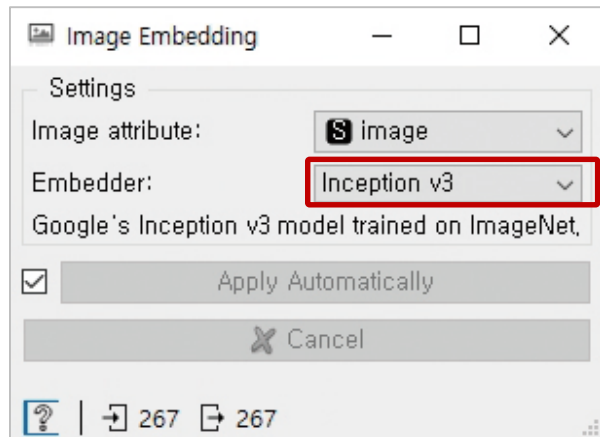 Image Embedding
Settings
Image attribute: S image
Embedder: Inception v3
Google's Inception v3 model trained on ImageNet,
Apply Automatically
Cancel
? 267 267